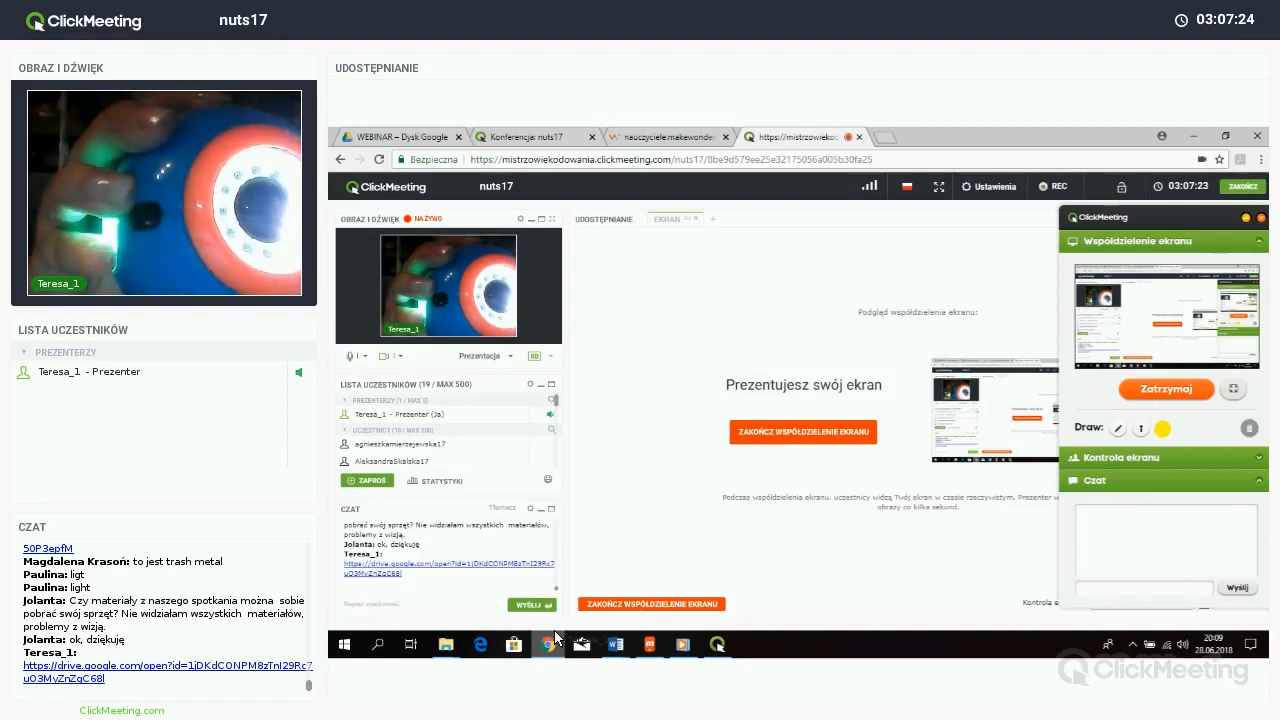 ClickMeeting
nuts17
03:07:24
OBRAZ I DŹWIĘK
Teresa_1
LISTA UCZESTNIKÓW
PREZENTERZY
Teresa_1 - Prezenter
CZAT
50P3epfM
Magdalena Krasoń: to jest trash metal
Paulina: ligt
Paulina: light
Jolanta: Czy materiały z naszego spotkania można sobie
pobrać swój sprzęt? Nie widziałam wszystkich materiałów,
problemy z wizją.
Jolanta: ok, dziękuję
Teresa_1:
https://drive.google.com/open?id=1jDKdCONPM8zTnI29Rc7
uO3MyZnZgC68l
ClickMeeting.com
UDOSTĘPNIANIE
WEBINAR – Dysk Google
Konferencja: nuts17
nauczyciele.makewonder
https://mistrzowiekodo
Bezpieczna
https://mistrzowiekodowania.clickmeeting.com/nuts17/8be9d579ee25e32175056a005b30fa25
ClickMeeting
nuts17
Ustawienia
REC
03:07:23
ZAKOŃCZ
OBRAZ I DŹWIĘK
NA ŻYWO
Teresa_1
Prezentacja
SD
LISTA UCZESTNIKÓW (19 / MAX 500)
PREZENTERZY (1 / MAX 3)
Teresa_1 - Prezenter (Ja)
UCZESTNICY (18 / MAX 500)
agnieszkamierzejewska17
AleksandraSkalska17
ZAPROŚ
STATYSTYKI
CZAT
Tłumacz
pobrać swój sprzęt? Nie widziałam wszystkich materiałów,
problemy z wizją.
Jolanta: ok, dziękuję
Teresa_1:
https://drive.google.com/open?id=1jDKdCONPM8zTnI29Rc7
uO3MyZnZgC68l
Napisz wiadomość
WYŚLIJ
UDOSTĘPNIANIE
EKRAN
Podgląd współdzielenia ekranu:
Prezentujesz swój ekran
ZAKOŃCZ WSPÓŁDZIELENIE EKRANU
Podczas współdzielenia ekranu, uczestnicy widzą Twój ekran w czasie rzeczywistym. Prezenter w
obrazy co kilka sekund.
ZAKOŃCZ WSPÓŁDZIELENIE EKRANU
Kontrola e
ClickMeeting
Współdzielenie ekranu
Zatrzymaj
Draw:
Kontrola ekranu
Czat
Wyślij
20:09
28.06.2018
ClickMeeting